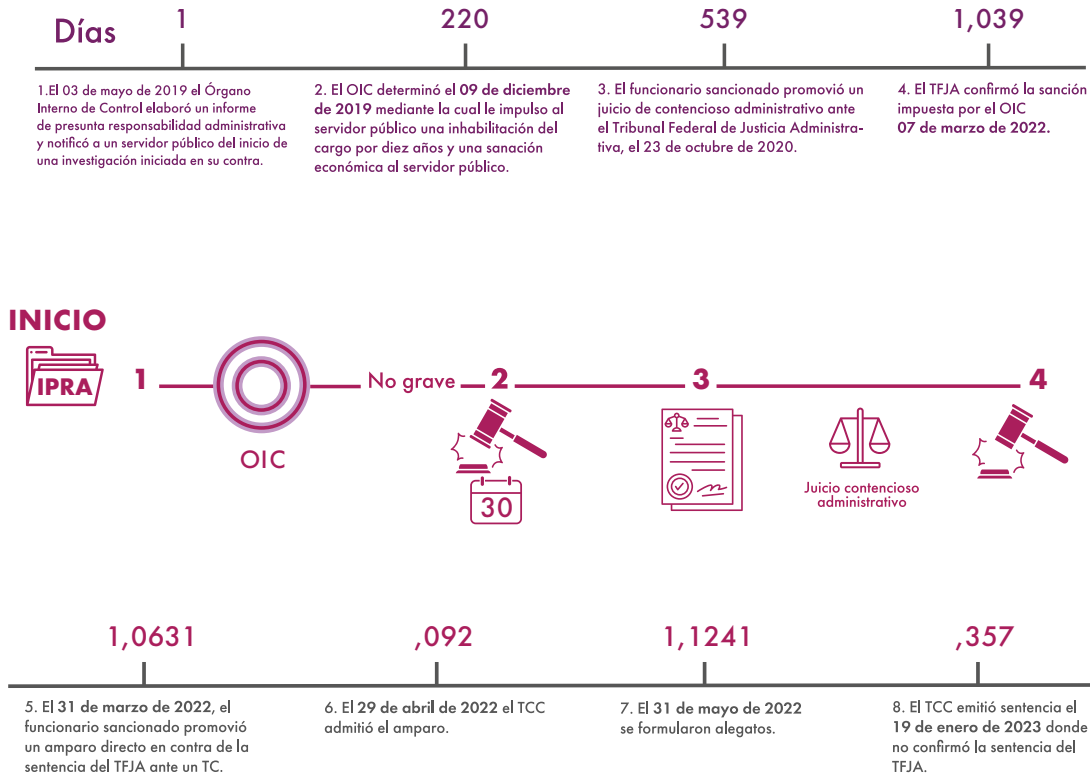 Días
1
220
539
1,039
1.El 03 de mayo de 2019 el Órgano
Interno de Control elaboró un informe
de presunta responsabilidad administrativa
y notificó a un servidor público del inicio de
una investigación iniciada en su contra.
2. El OIC determinó el 09 de diciembre
de 2019 mediante la cual le impulso al
servidor público una inhabilitación del
cargo por diez años y una sanación
económica al servidor público.
3. El funcionario sancionado promovió un
juicio de contencioso administrativo ante
el Tribunal Federal de Justicia Administra-
tiva, el 23 de octubre de 2020.
4. El TFJA confirmó la sanción
impuesta por el OIC
07 de marzo de 2022.
INICIO
IPRA
1
OIC
No grave
2
30
3
Juicio contencioso
administrativo
4
1,0631
,092
1,1241
,357
5. El 31 de marzo de 2022, el
funcionario sancionado promovió
un amparo directo en contra de la
sentencia del TFJA ante un TC.
6. El 29 de abril de 2022 el TCC
admitió el amparo.
7. El 31 de mayo de 2022
se formularon alegatos.
8. El TCC emitió sentencia el
19 de enero de 2023 donde
no confirmó la sentencia del
TFJA.